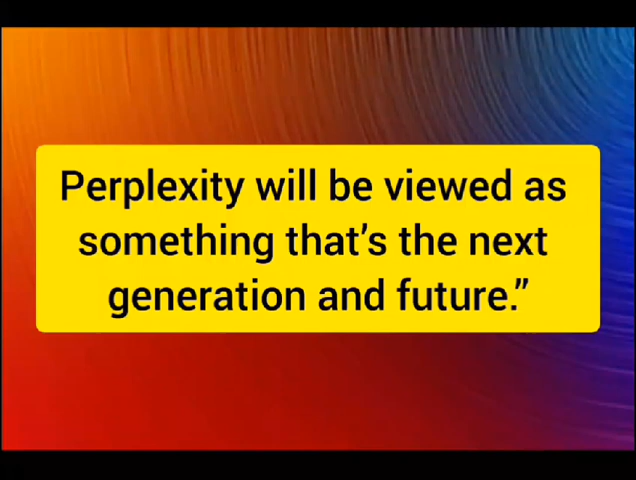 Perplexity will be viewed as
something that's the next
generation and future.”